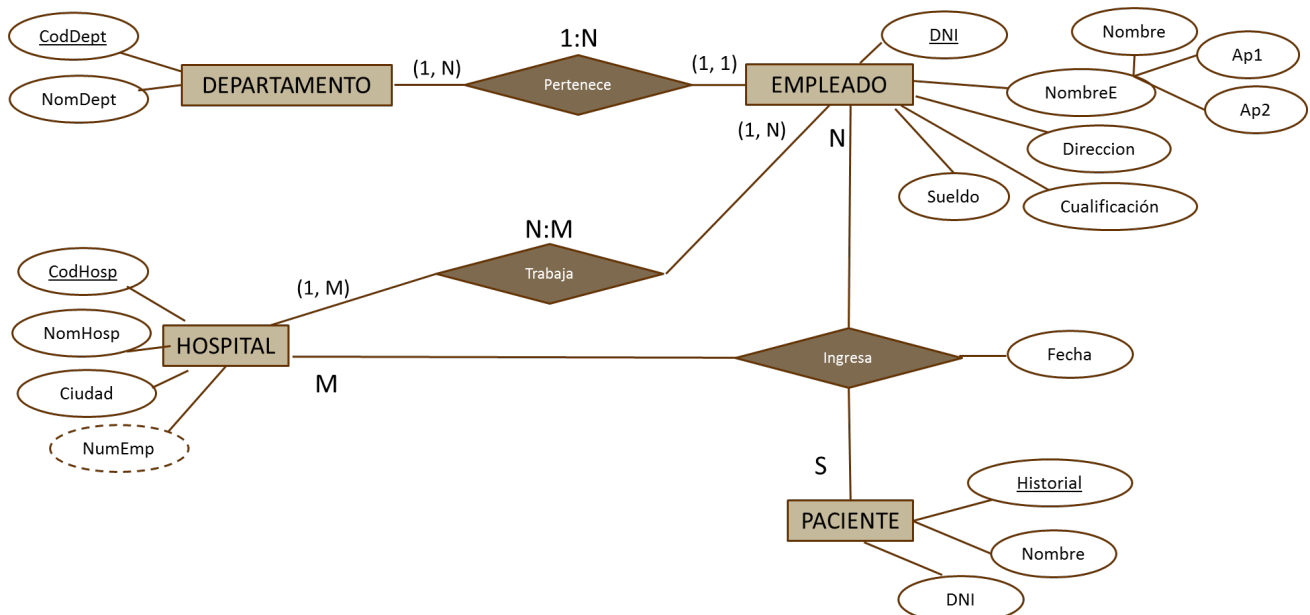 CodDept
NomDept
DEPARTAMENTO
(1, N)
1:N
Pertenece
(1, 1)
EMPLEADO
DNI
Nombre
Ap1
NombreE
Ap2
Direccion
Cualificación
Sueldo
(1, N)
N
N:M
Trabaja
(1, M)
CodHosp
NomHosp
HOSPITAL
Ciudad
NumEmp
M
Ingresa
Fecha
S
PACIENTE
Historial
Nombre
DNI